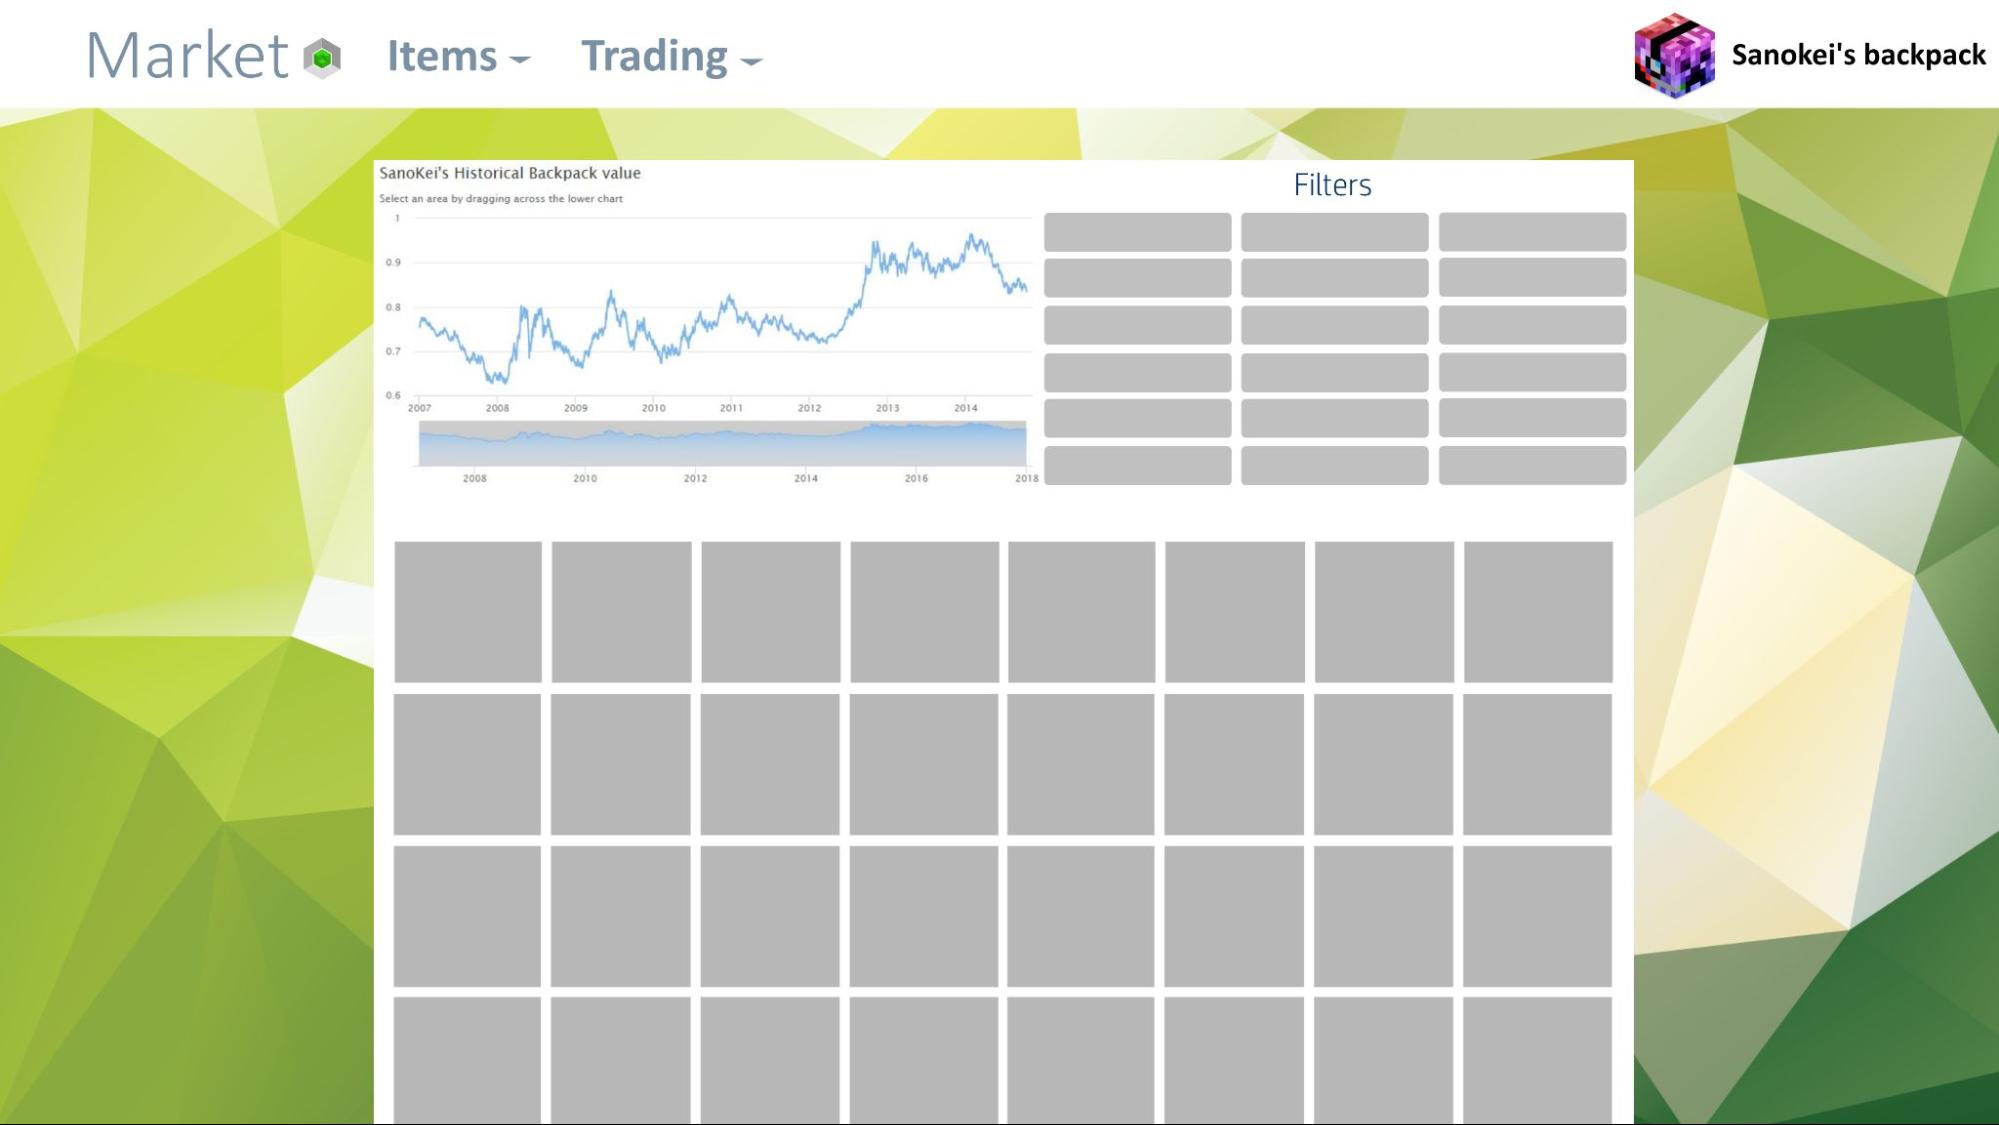 Market Items Trading Sanokei's backpack
SanoKei's Historical Backpack value
Select an area by dragging across the lower chart
Filters
1
0.9
0.8
0.7
0.6
2007 2008 2009 2010 2011 2012 2013 2014
2008 2010 2012 2014 2016 2018